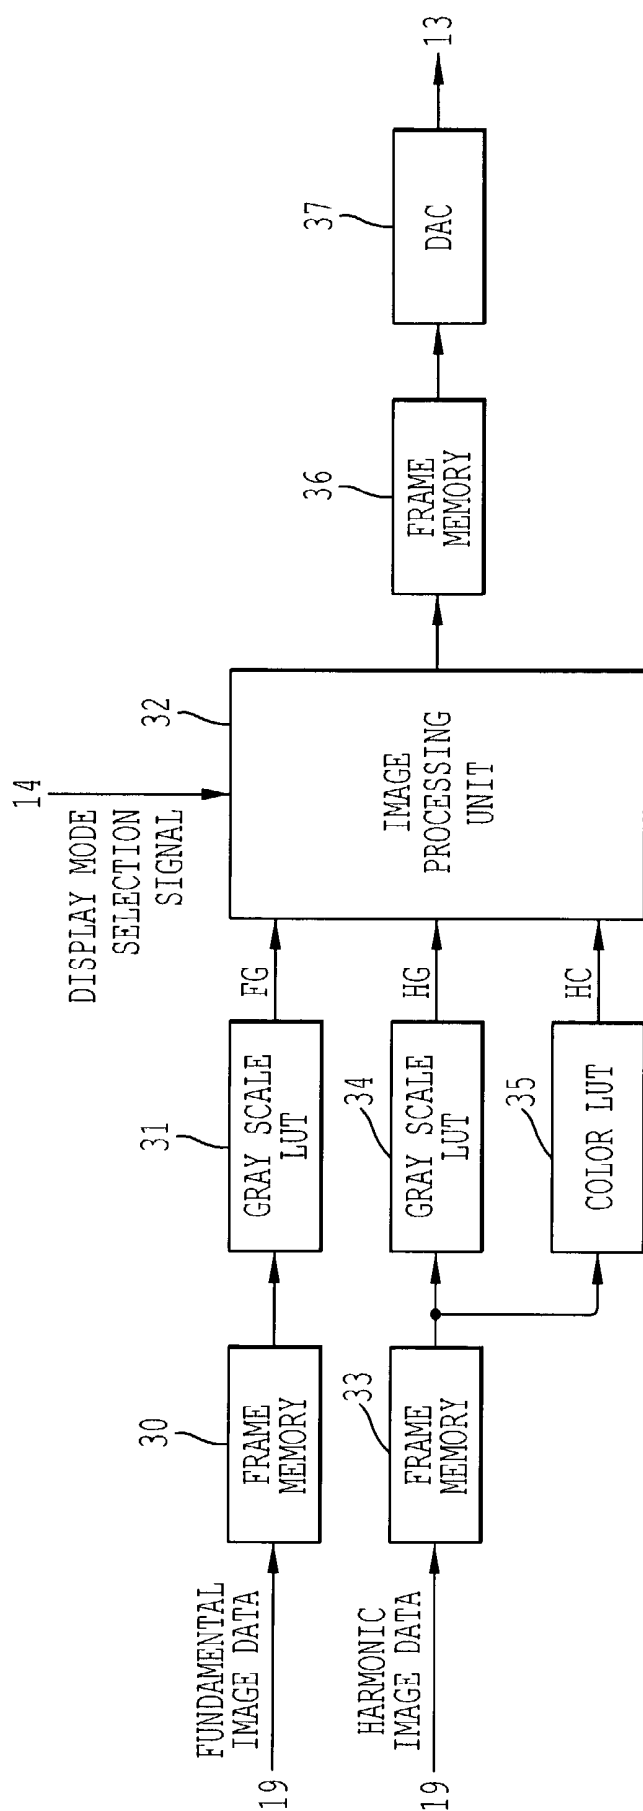 19
FUNDAMENTAL
IMAGE DATA
30
FRAME
MEMORY
31
GRAY SCALE
LUT
FG
19
HARMONIC
IMAGE DATA
33
FRAME
MEMORY
34
GRAY SCALE
LUT
HG
35
COLOR LUT
HC
14
DISPLAY MODE
SELECTION
SIGNAL
32
IMAGE
PROCESSING
UNIT
36
FRAME
MEMORY
37
DAC
13